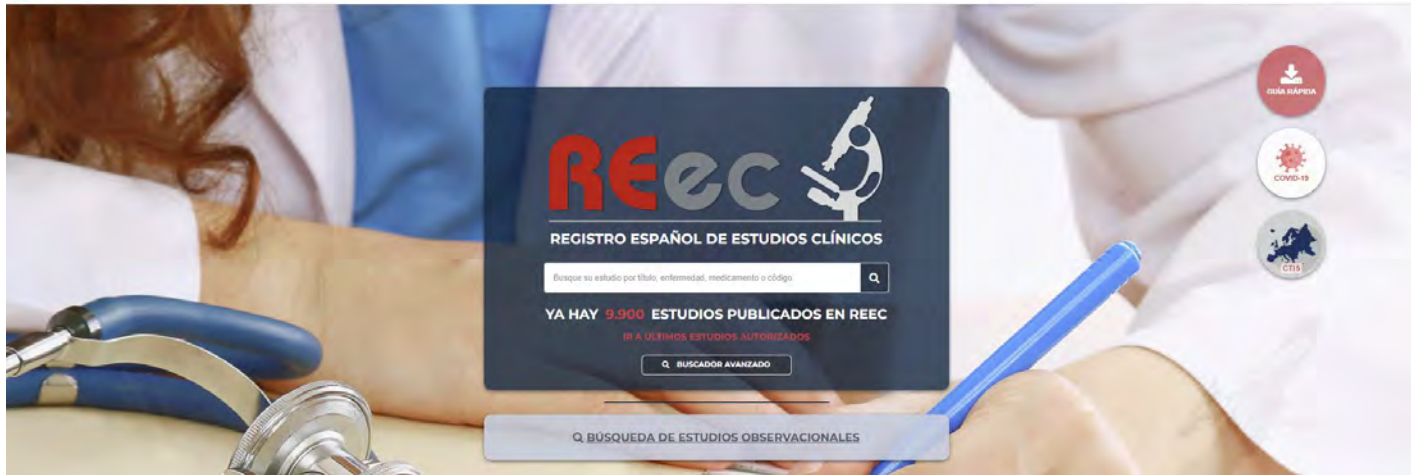 REec
REGISTRO ESPAÑOL DE ESTUDIOS CLÍNICOS
Busque su estudio por título, enfermedad, medicamento o código.
YA HAY 9.900 ESTUDIOS PUBLICADOS EN REEC
IR A ÚLTIMOS ESTUDIOS AUTORIZADOS
BUSCADOR AVANZADO
BÚSQUEDA DE ESTUDIOS OBSERVACIONALES
GUÍA RÁPIDA
COVID-19
CTIS